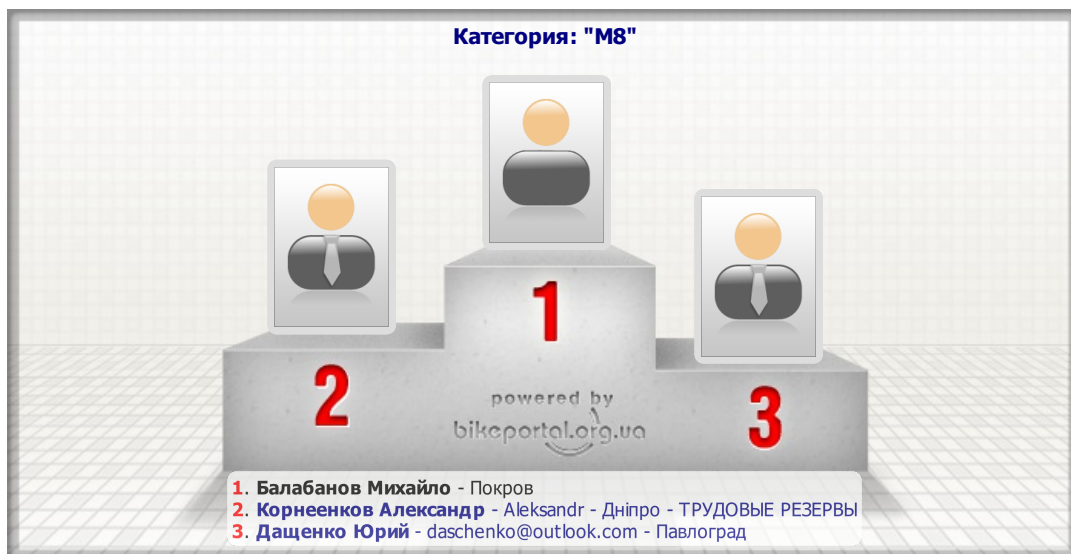 Категория: "М8"
1
2
3
powered by
bikeportal.org.ua
1. Балабанов Михайло - Покров
2. Корнеенков Александр - Aleksandr - Дніпро - ТРУДОВЫЕ РЕЗЕРВЫ
3. Дащенко Юрий - daschenko@outlook.com - Павлоград